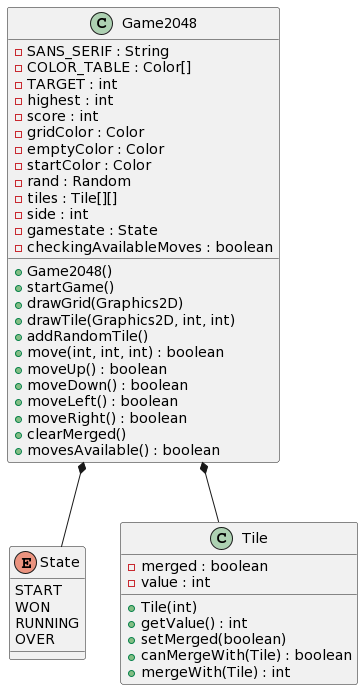 C Game2048
SANS_SERIF : String
COLOR_TABLE : Color[]
TARGET : int
highest : int
score : int
gridColor : Color
emptyColor : Color
startColor : Color
rand : Random
tiles : Tile[][]
side : int
gamestate : State
checkingAvailableMoves : boolean
Game2048()
startGame()
drawGrid(Graphics2D)
drawTile(Graphics2D, int, int)
addRandomTile()
move(int, int, int) : boolean
moveUp() : boolean
moveDown() : boolean
moveLeft() : boolean
moveRight() : boolean
clearMerged()
movesAvailable() : boolean
E State
START
WON
RUNNING
OVER
C Tile
merged : boolean
value : int
Tile(int)
getValue() : int
setMerged(boolean)
canMergeWith(Tile) : boolean
mergeWith(Tile) : int